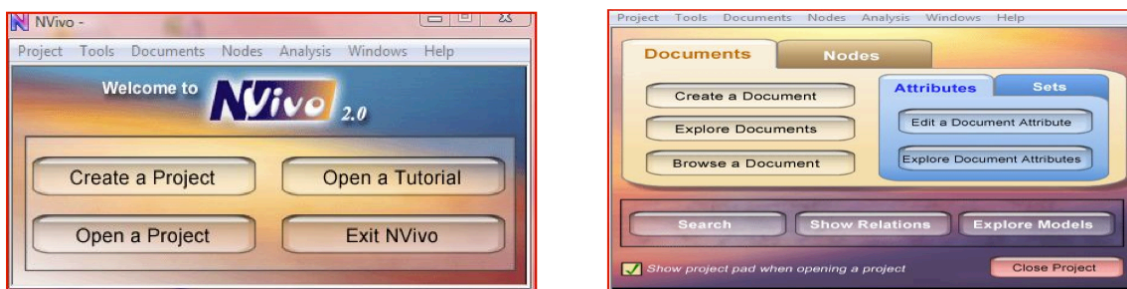 NVivo -
Project Tools Documents Nodes Analysis Windows Help
Welcome to NVivo 2.0
Create a Project Open a Tutorial
Open a Project Exit NVivo
Project Tools Documents Nodes Analysis Windows Help
Documents Nodes
Attributes Sets
Create a Document
Edit a Document Attribute
Explore Documents
Explore Document Attributes
Browse a Document
Search Show Relations Explore Models
Show project pad when opening a project Close Project